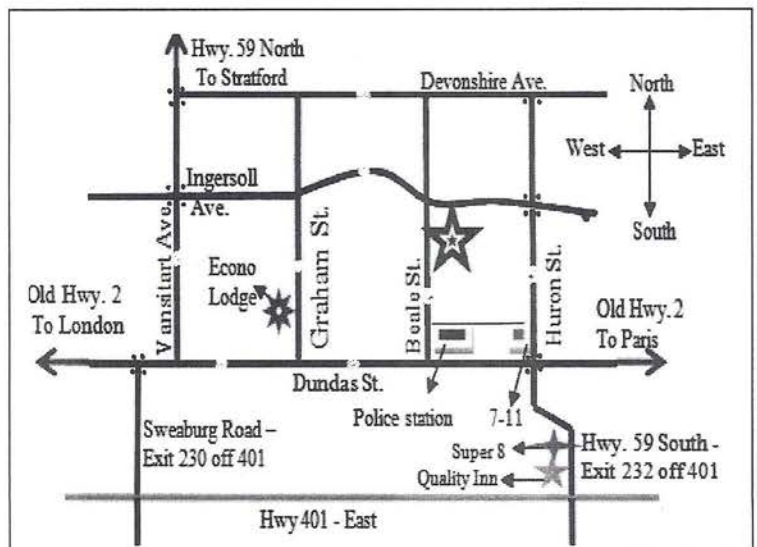 Hwy. 59 North
To Stratford
Devonshire Ave.
North
West
East
South
Ingersoll
Ave.
Vansittart Ave.
Graham St.
Beale St.
Huron St.
Econo
Lodge
Old Hwy. 2
To London
Old Hwy. 2
To Paris
Dundas St.
Police station
7-11
Sweaburg Road –
Exit 230 off 401
Super 8
Quality Inn
Hwy. 59 South -
Exit 232 off 401
Hwy 401 - East